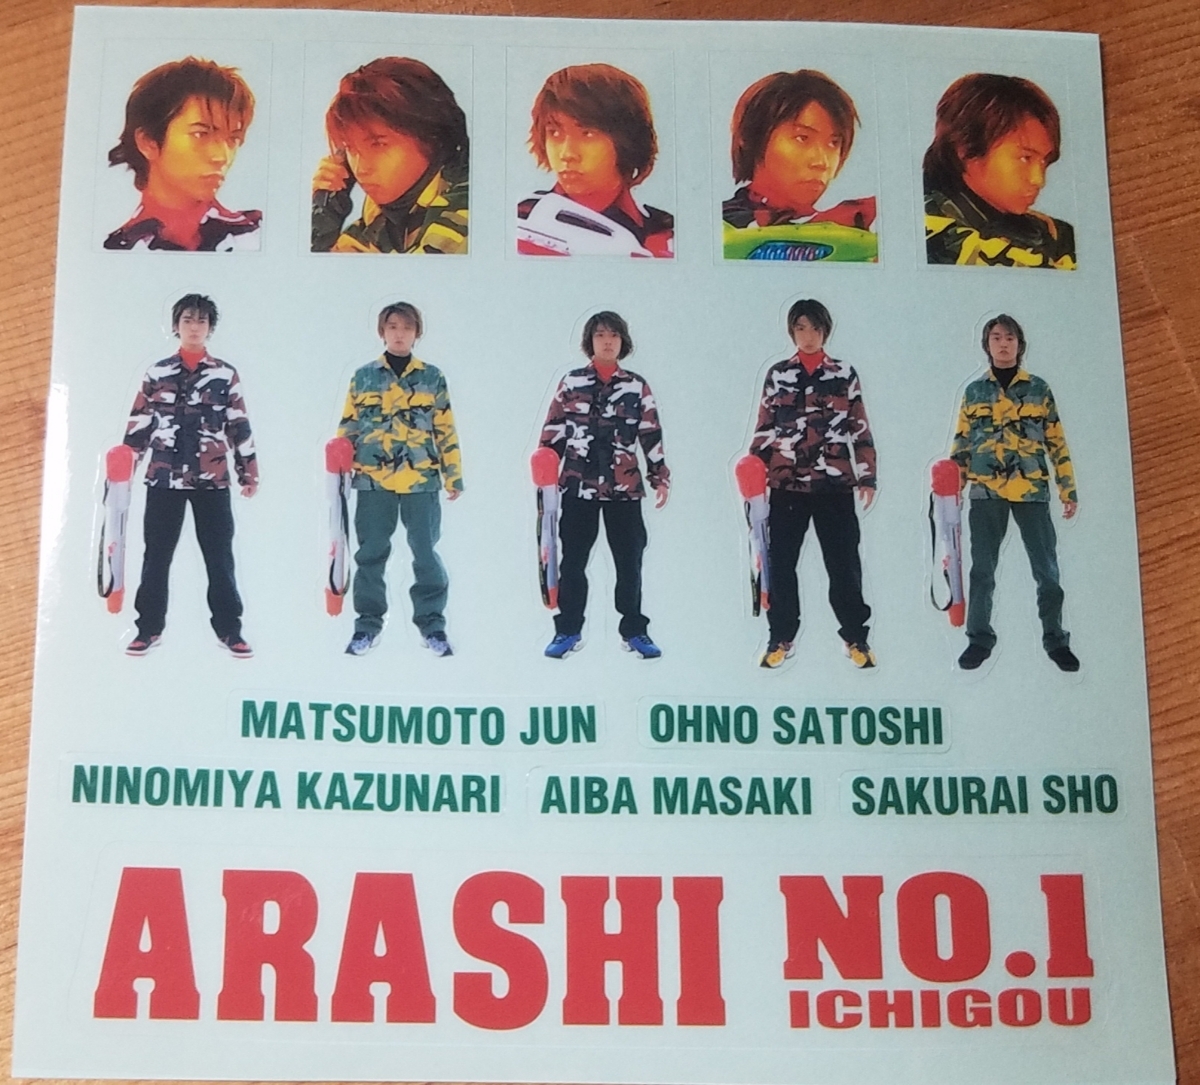 MATSUMOTO JUN OHNO SATOSHI
NINOMIYA KAZUNARI AIBA MASAKI SAKURAI SHO
ARASHI NO.1
ICHIGOU